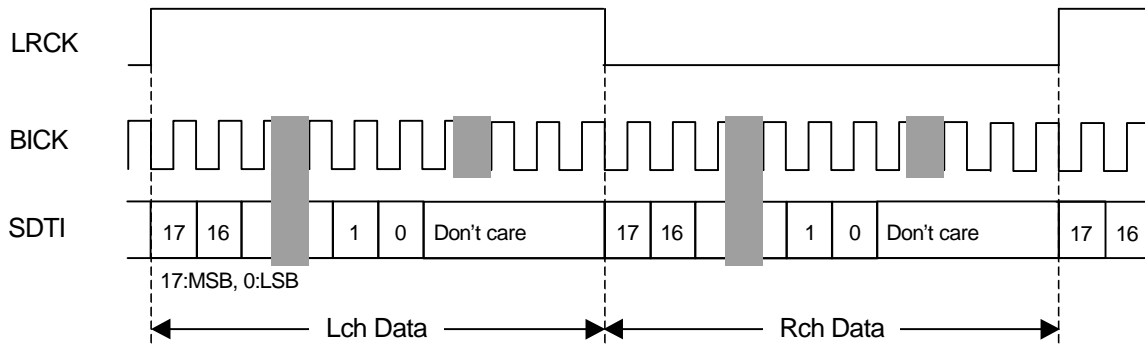 LRCK
BICK
SDTI
17 16 1 0 Don't care 17 16 1 0 Don't care 17 16
17:MSB, 0:LSB
Lch Data Rch Data